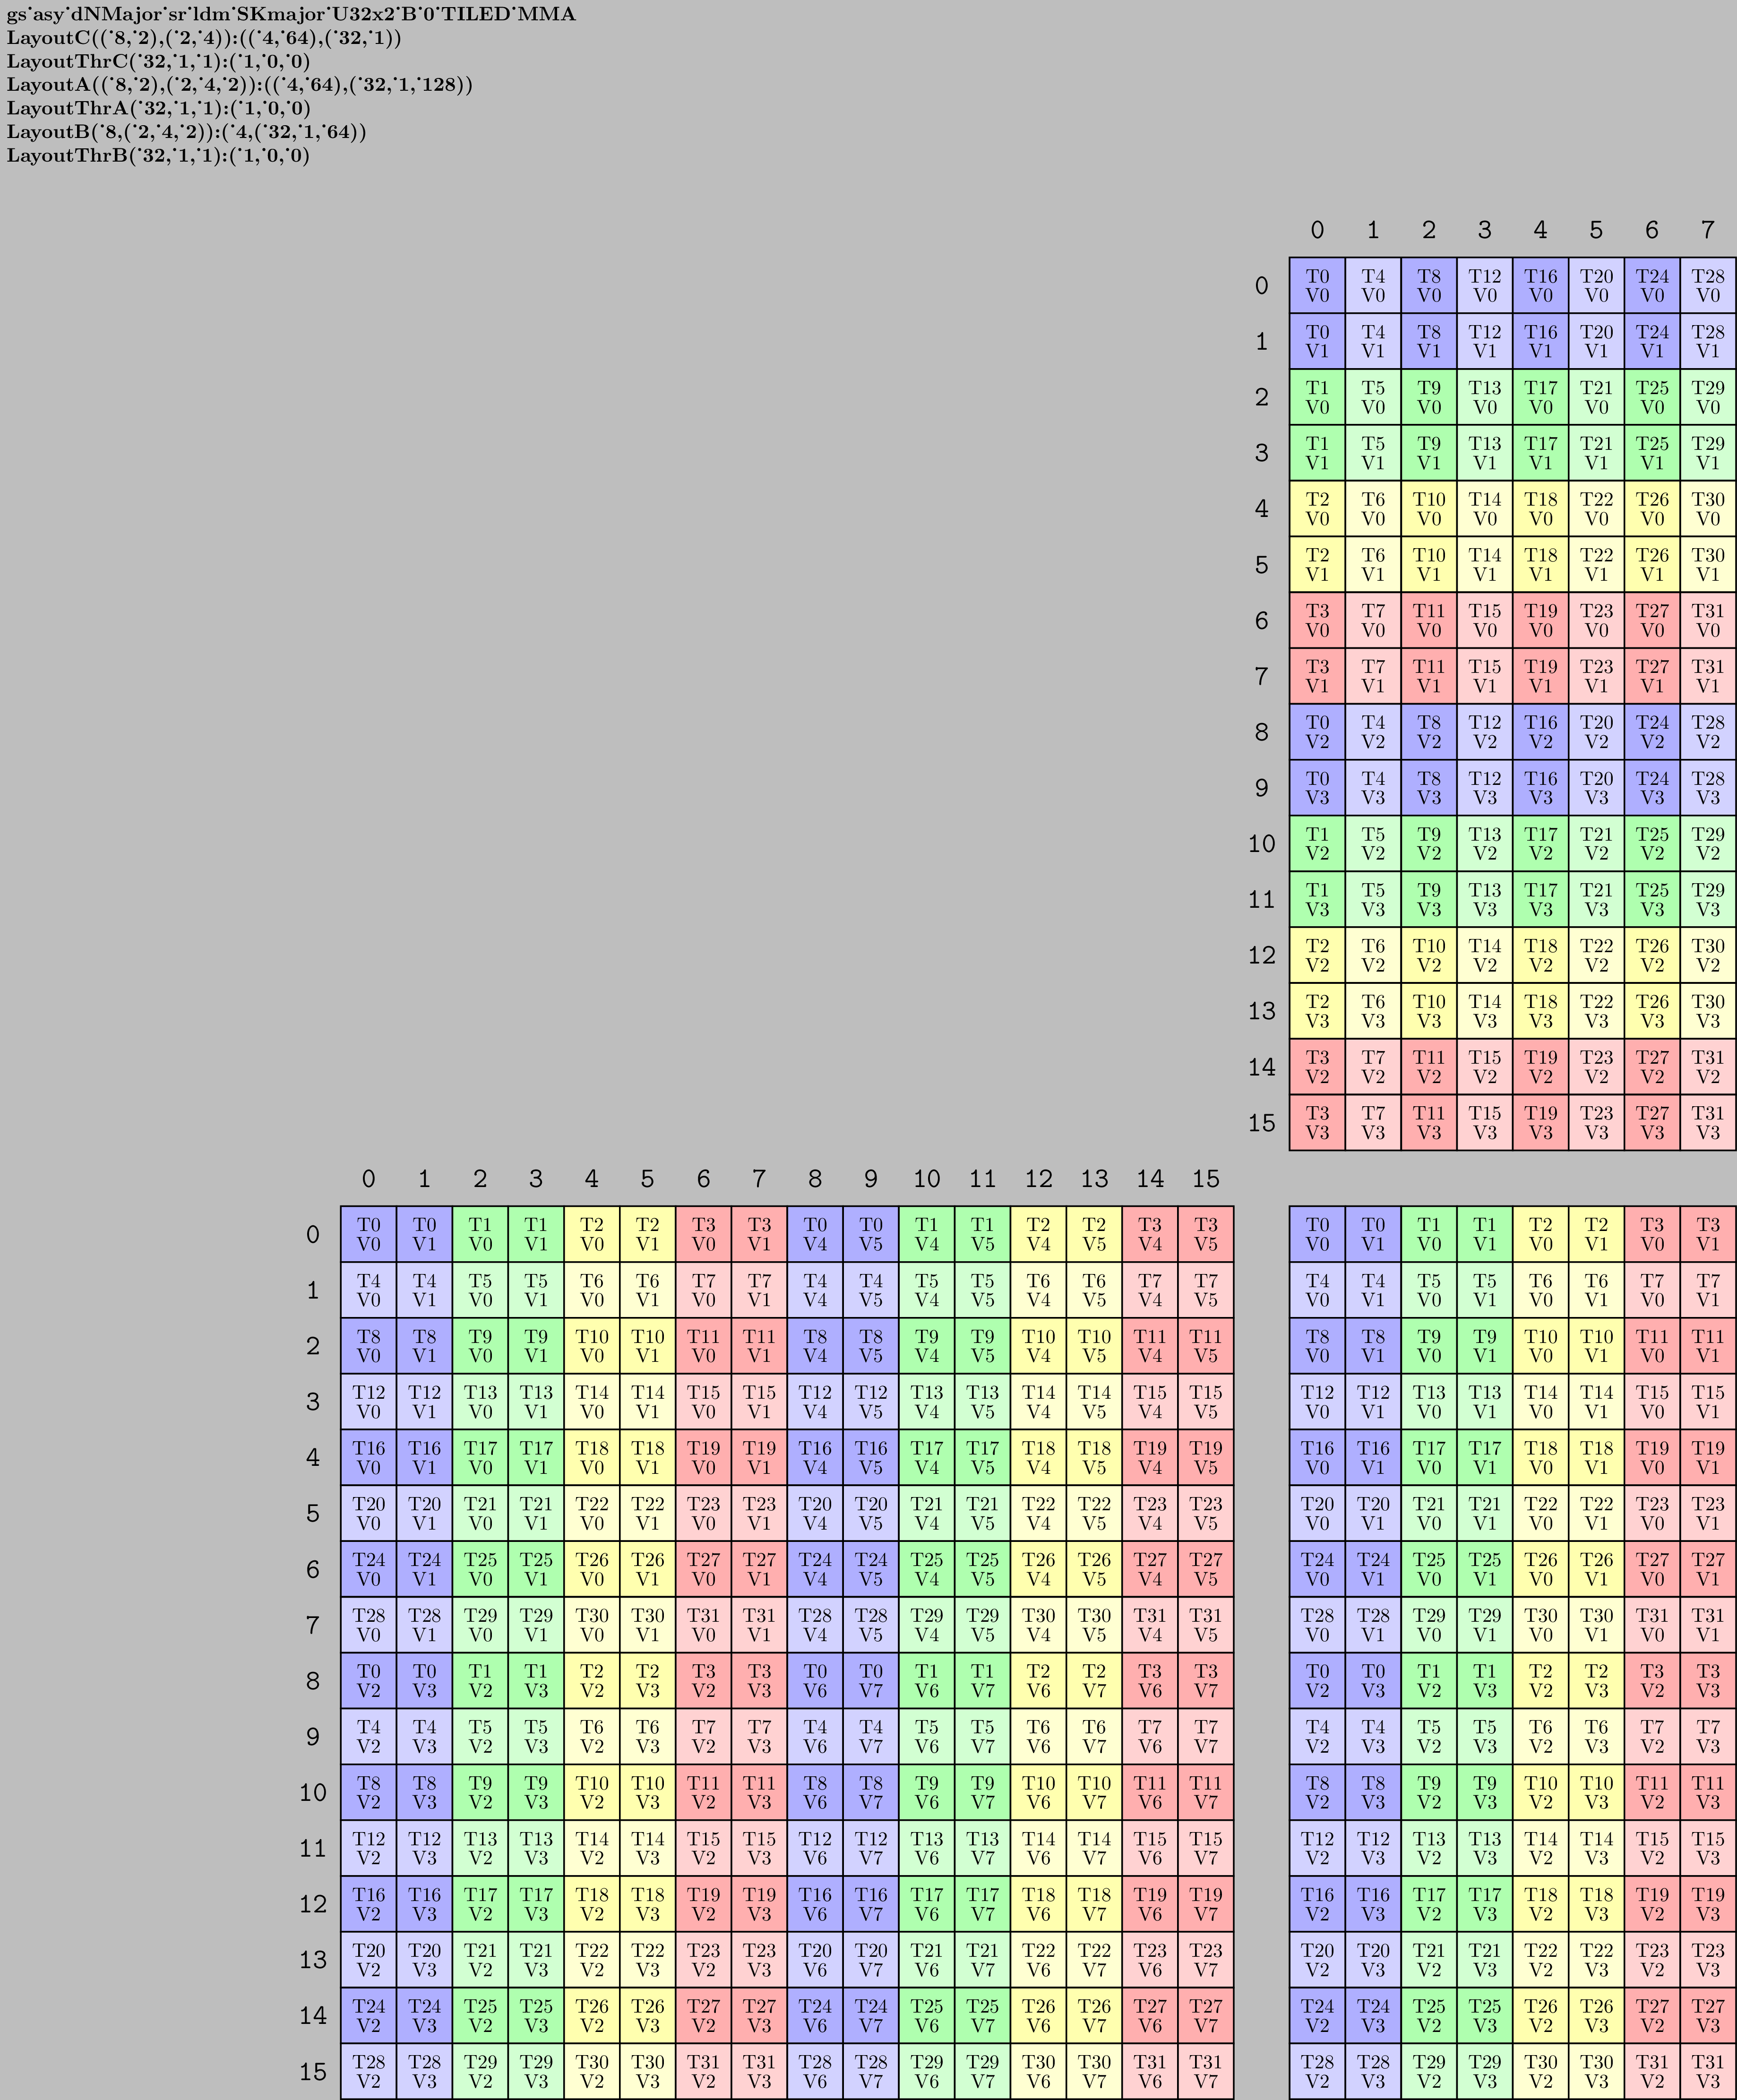 gs˙asy˙dNMajor˙sr˙ldm˙SKmajor˙U32x2˙B˙0˙TILED˙MMA
LayoutC((˙8,˙2),(˙2,˙4)):((˙4,˙64),(˙32,˙1))
LayoutThrC(˙32,˙1,˙1):(˙1,˙0,˙0)
LayoutA((˙8,˙2),(˙2,˙4,˙2)):((˙4,˙64),(˙32,˙1,˙128))
LayoutThrA(˙32,˙1,˙1):(˙1,˙0,˙0)
LayoutB(˙8,(˙2,˙4,˙2)):(˙4,(˙32,˙1,˙64))
LayoutThrB(˙32,˙1,˙1):(˙1,˙0,˙0)
0 1 2 3 4 5 6 7
0 T0 T4 T8 T12 T16 T20 T24 T28
V0 V0 V0 V0 V0 V0 V0 V0
1 T0 T4 T8 T12 T16 T20 T24 T28
V1 V1 V1 V1 V1 V1 V1 V1
2 T1 T5 T9 T13 T17 T21 T25 T29
V0 V0 V0 V0 V0 V0 V0 V0
3 T1 T5 T9 T13 T17 T21 T25 T29
V1 V1 V1 V1 V1 V1 V1 V1
4 T2 T6 T10 T14 T18 T22 T26 T30
V0 V0 V0 V0 V0 V0 V0 V0
5 T2 T6 T10 T14 T18 T22 T26 T30
V1 V1 V1 V1 V1 V1 V1 V1
6 T3 T7 T11 T15 T19 T23 T27 T31
V0 V0 V0 V0 V0 V0 V0 V0
7 T3 T7 T11 T15 T19 T23 T27 T31
V1 V1 V1 V1 V1 V1 V1 V1
8 T0 T4 T8 T12 T16 T20 T24 T28
V2 V2 V2 V2 V2 V2 V2 V2
9 T0 T4 T8 T12 T16 T20 T24 T28
V3 V3 V3 V3 V3 V3 V3 V3
10 T1 T5 T9 T13 T17 T21 T25 T29
V2 V2 V2 V2 V2 V2 V2 V2
11 T1 T5 T9 T13 T17 T21 T25 T29
V3 V3 V3 V3 V3 V3 V3 V3
12 T2 T6 T10 T14 T18 T22 T26 T30
V2 V2 V2 V2 V2 V2 V2 V2
13 T2 T6 T10 T14 T18 T22 T26 T30
V3 V3 V3 V3 V3 V3 V3 V3
14 T3 T7 T11 T15 T19 T23 T27 T31
V2 V2 V2 V2 V2 V2 V2 V2
15 T3 T7 T11 T15 T19 T23 T27 T31
V3 V3 V3 V3 V3 V3 V3 V3
0 1 2 3 4 5 6 7 8 9 10 11 12 13 14 15
0 T0 T0 T1 T1 T2 T2 T3 T3 T0 T0 T1 T1 T2 T2 T3 T3 T0 T0 T1 T1 T2 T2 T3 T3
V0 V1 V0 V1 V0 V1 V0 V1 V4 V5 V4 V5 V4 V5 V4 V5 V0 V1 V0 V1 V0 V1 V0 V1
1 T4 T4 T5 T5 T6 T6 T7 T7 T4 T4 T5 T5 T6 T6 T7 T7 T4 T4 T5 T5 T6 T6 T7 T7
V0 V1 V0 V1 V0 V1 V0 V1 V4 V5 V4 V5 V4 V5 V4 V5 V0 V1 V0 V1 V0 V1 V0 V1
2 T8 T8 T9 T9 T10 T10 T11 T11 T8 T8 T9 T9 T10 T10 T11 T11 T8 T8 T9 T9 T10 T10 T11 T11
V0 V1 V0 V1 V0 V1 V0 V1 V4 V5 V4 V5 V4 V5 V4 V5 V0 V1 V0 V1 V0 V1 V0 V1
3 T12 T12 T13 T13 T14 T14 T15 T15 T12 T12 T13 T13 T14 T14 T15 T15 T12 T12 T13 T13 T14 T14 T15 T15
V0 V1 V0 V1 V0 V1 V0 V1 V4 V5 V4 V5 V4 V5 V4 V5 V0 V1 V0 V1 V0 V1 V0 V1
4 T16 T16 T17 T17 T18 T18 T19 T19 T16 T16 T17 T17 T18 T18 T19 T19 T16 T16 T17 T17 T18 T18 T19 T19
V0 V1 V0 V1 V0 V1 V0 V1 V4 V5 V4 V5 V4 V5 V4 V5 V0 V1 V0 V1 V0 V1 V0 V1
5 T20 T20 T21 T21 T22 T22 T23 T23 T20 T20 T21 T21 T22 T22 T23 T23 T20 T20 T21 T21 T22 T22 T23 T23
V0 V1 V0 V1 V0 V1 V0 V1 V4 V5 V4 V5 V4 V5 V4 V5 V0 V1 V0 V1 V0 V1 V0 V1
6 T24 T24 T25 T25 T26 T26 T27 T27 T24 T24 T25 T25 T26 T26 T27 T27 T24 T24 T25 T25 T26 T26 T27 T27
V0 V1 V0 V1 V0 V1 V0 V1 V4 V5 V4 V5 V4 V5 V4 V5 V0 V1 V0 V1 V0 V1 V0 V1
7 T28 T28 T29 T29 T30 T30 T31 T31 T28 T28 T29 T29 T30 T30 T31 T31 T28 T28 T29 T29 T30 T30 T31 T31
V0 V1 V0 V1 V0 V1 V0 V1 V4 V5 V4 V5 V4 V5 V4 V5 V0 V1 V0 V1 V0 V1 V0 V1
8 T0 T0 T1 T1 T2 T2 T3 T3 T0 T0 T1 T1 T2 T2 T3 T3 T0 T0 T1 T1 T2 T2 T3 T3
V2 V3 V2 V3 V2 V3 V2 V3 V6 V7 V6 V7 V6 V7 V6 V7 V2 V3 V2 V3 V2 V3 V2 V3
9 T4 T4 T5 T5 T6 T6 T7 T7 T4 T4 T5 T5 T6 T6 T7 T7 T4 T4 T5 T5 T6 T6 T7 T7
V2 V3 V2 V3 V2 V3 V2 V3 V6 V7 V6 V7 V6 V7 V6 V7 V2 V3 V2 V3 V2 V3 V2 V3
10 T8 T8 T9 T9 T10 T10 T11 T11 T8 T8 T9 T9 T10 T10 T11 T11 T8 T8 T9 T9 T10 T10 T11 T11
V2 V3 V2 V3 V2 V3 V2 V3 V6 V7 V6 V7 V6 V7 V6 V7 V2 V3 V2 V3 V2 V3 V2 V3
11 T12 T12 T13 T13 T14 T14 T15 T15 T12 T12 T13 T13 T14 T14 T15 T15 T12 T12 T13 T13 T14 T14 T15 T15
V2 V3 V2 V3 V2 V3 V2 V3 V6 V7 V6 V7 V6 V7 V6 V7 V2 V3 V2 V3 V2 V3 V2 V3
12 T16 T16 T17 T17 T18 T18 T19 T19 T16 T16 T17 T17 T18 T18 T19 T19 T16 T16 T17 T17 T18 T18 T19 T19
V2 V3 V2 V3 V2 V3 V2 V3 V6 V7 V6 V7 V6 V7 V6 V7 V2 V3 V2 V3 V2 V3 V2 V3
13 T20 T20 T21 T21 T22 T22 T23 T23 T20 T20 T21 T21 T22 T22 T23 T23 T20 T20 T21 T21 T22 T22 T23 T23
V2 V3 V2 V3 V2 V3 V2 V3 V6 V7 V6 V7 V6 V7 V6 V7 V2 V3 V2 V3 V2 V3 V2 V3
14 T24 T24 T25 T25 T26 T26 T27 T27 T24 T24 T25 T25 T26 T26 T27 T27 T24 T24 T25 T25 T26 T26 T27 T27
V2 V3 V2 V3 V2 V3 V2 V3 V6 V7 V6 V7 V6 V7 V6 V7 V2 V3 V2 V3 V2 V3 V2 V3
15 T28 T28 T29 T29 T30 T30 T31 T31 T28 T28 T29 T29 T30 T30 T31 T31 T28 T28 T29 T29 T30 T30 T31 T31
V2 V3 V2 V3 V2 V3 V2 V3 V6 V7 V6 V7 V6 V7 V6 V7 V2 V3 V2 V3 V2 V3 V2 V3